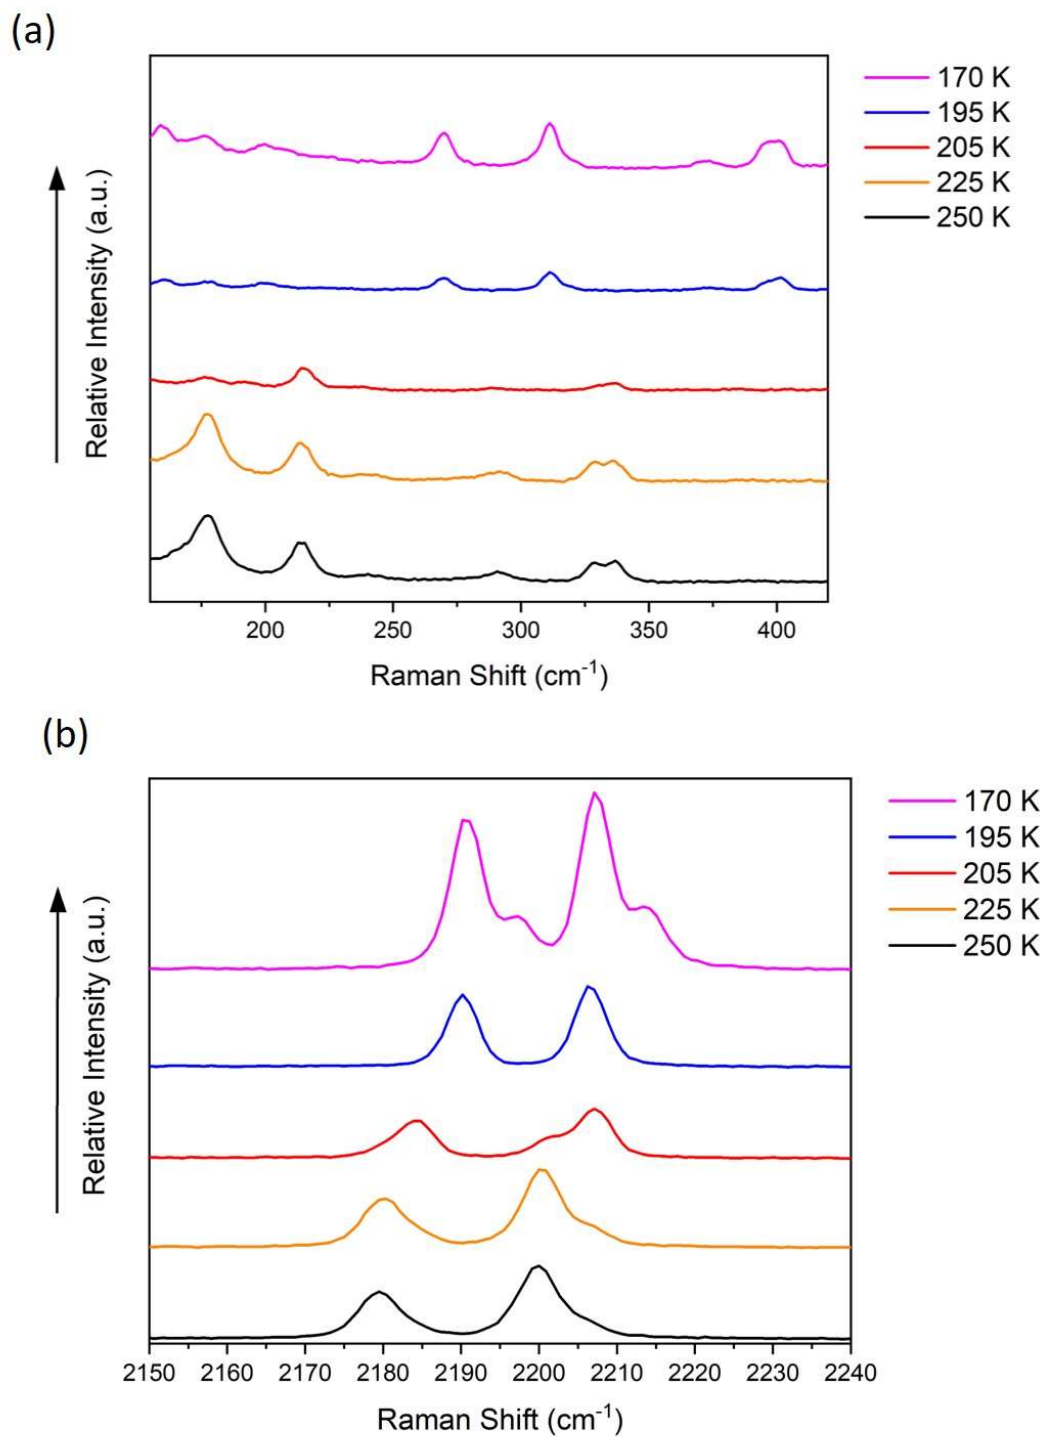 (a)
170 K
195 K
205 K
225 K
250 K
Relative Intensity (a.u.)
200 250 300 350 400
Raman Shift (cm⁻¹)
(b)
170 K
195 K
205 K
225 K
250 K
Relative Intensity (a.u.)
2150 2160 2170 2180 2190 2200 2210 2220 2230 2240
Raman Shift (cm⁻¹)